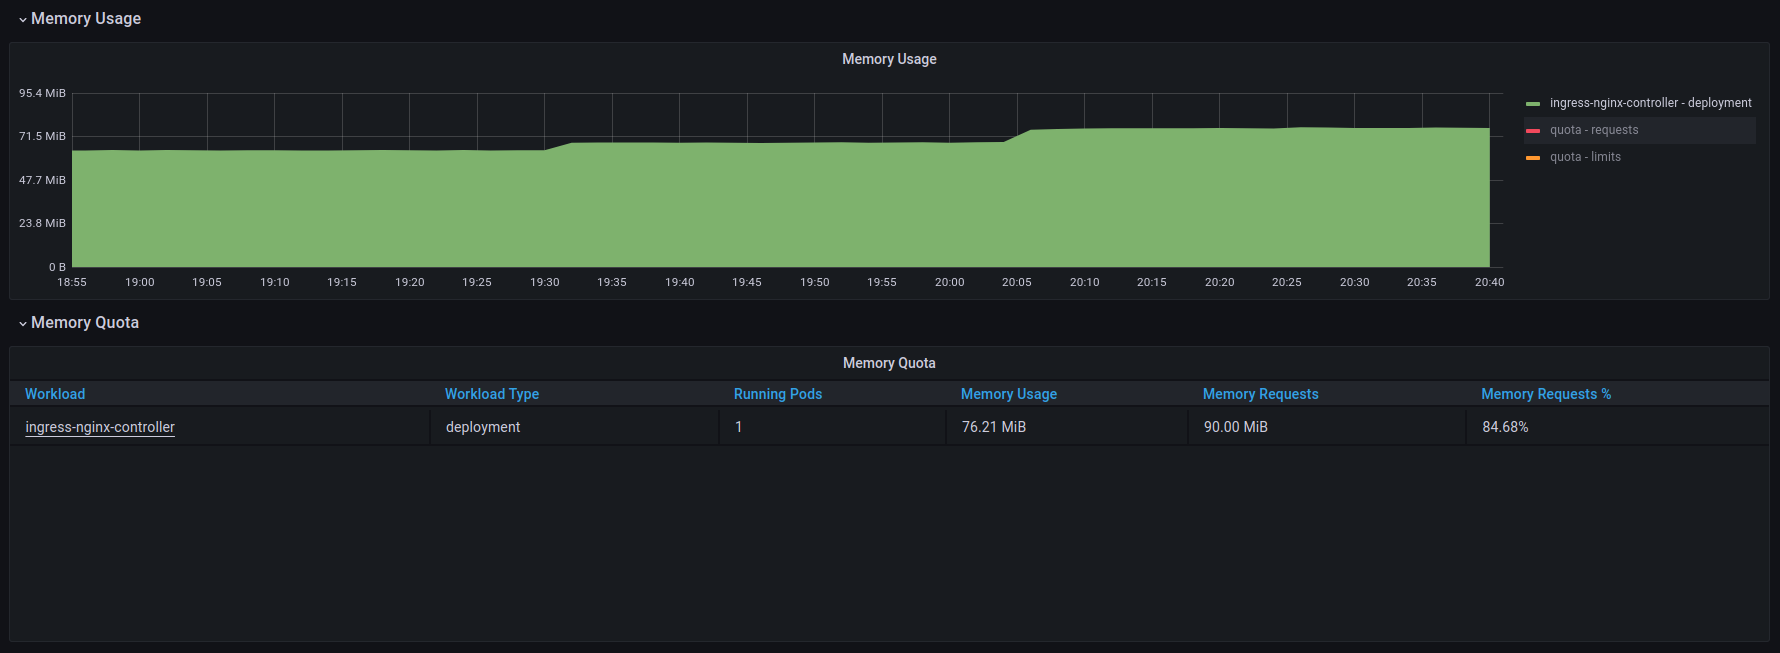 Memory Usage
Memory Usage
95.4 MiB
71.5 MiB
47.7 MiB
23.8 MiB
0 B
18:55 19:00 19:05 19:10 19:15 19:20 19:25 19:30 19:35 19:40 19:45 19:50 19:55 20:00 20:05 20:10 20:15 20:20 20:25 20:30 20:35 20:40
ingress-nginx-controller - deployment
quota - requests
quota - limits
Memory Quota
Memory Quota
Workload Workload Type Running Pods Memory Usage Memory Requests Memory Requests %
ingress-nginx-controller deployment 1 76.21 MiB 90.00 MiB 84.68%